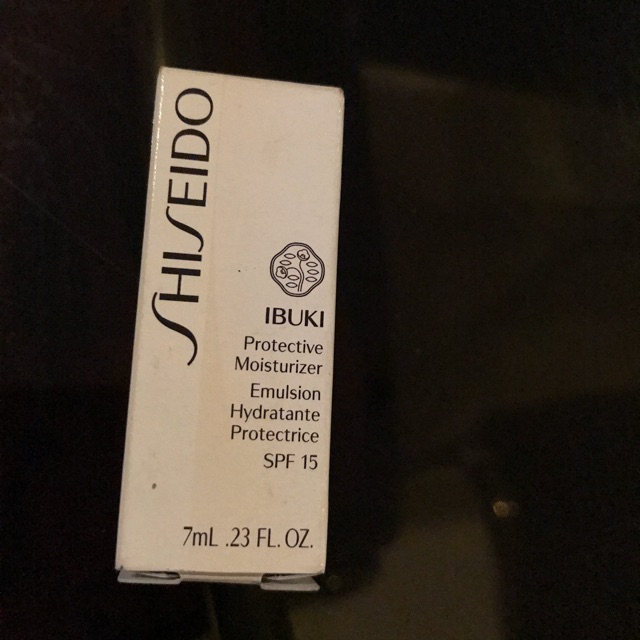 SHISEIDO
IBUKI
Protective
Moisturizer
Emulsion
Hydratante
Protectrice
SPF 15
7mL .23 FL. OZ.